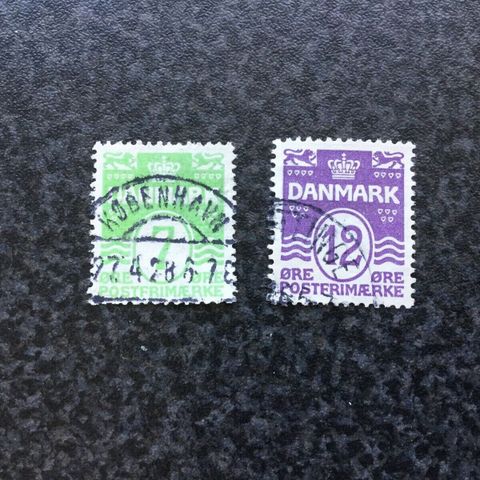 KØBENHAVN
7
ØRE
POSTFRIMÆRKE
DANMARK
12
ØRE ØRE
POSTFRIMÆRKE